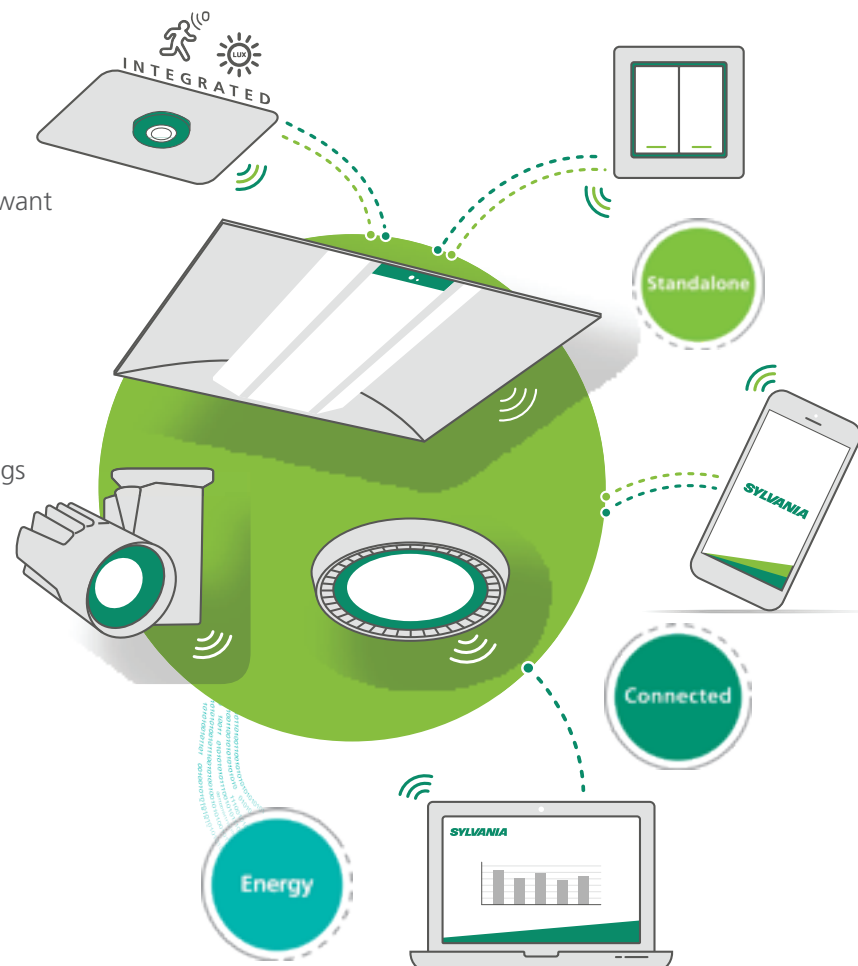 LUX
INTEGRATED
want
Standalone
SYLVANIA
gs
Connected
SYLVANIA
Energy